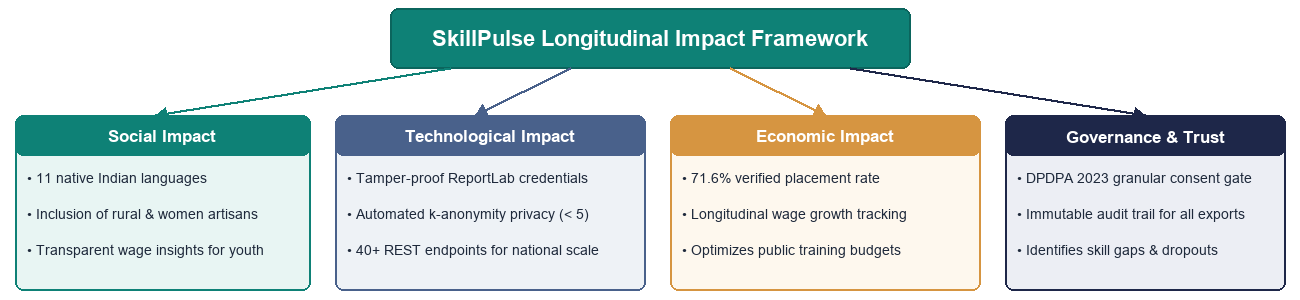 SkillPulse Longitudinal Impact Framework
Social Impact
• 11 native Indian languages
• Inclusion of rural & women artisans
• Transparent wage insights for youth
Technological Impact
• Tamper-proof ReportLab credentials
• Automated k-anonymity privacy (< 5)
• 40+ REST endpoints for national scale
Economic Impact
• 71.6% verified placement rate
• Longitudinal wage growth tracking
• Optimizes public training budgets
Governance & Trust
• DPDPA 2023 granular consent gate
• Immutable audit trail for all exports
• Identifies skill gaps & dropouts